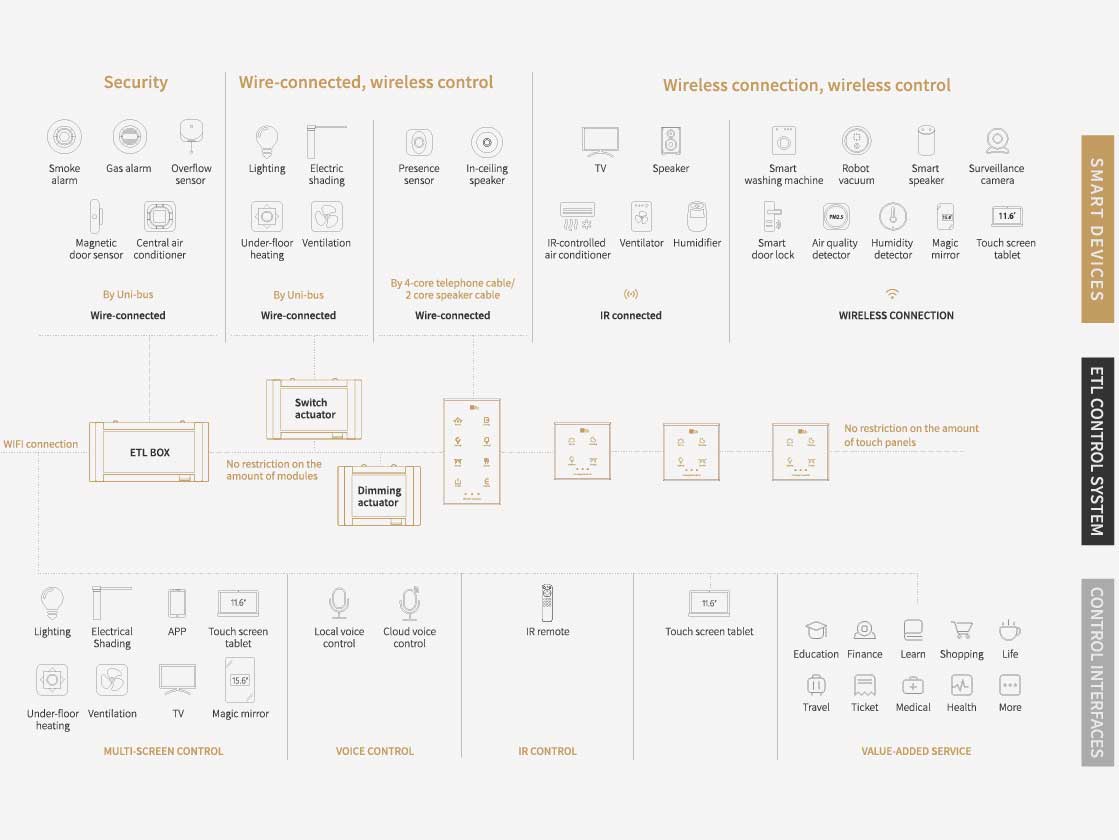 Security
Wire-connected, wireless control
Wireless connection, wireless control
Smoke
alarm
Gas alarm
Overflow
sensor
Magnetic
door sensor
Central air
conditioner
By Uni-bus
Wire-connected
Lighting
Electric
shading
Under-floor
heating
Ventilation
By Uni-bus
Wire-connected
Presence
sensor
In-ceiling
speaker
By 4-core telephone cable/
2 core speaker cable
Wire-connected
TV
Speaker
IR-controlled
air conditioner
Ventilator
Humidifier
IR connected
Smart
washing machine
Robot
vacuum
Smart
speaker
Surveillance
camera
PM2.5
15.6"
11.6"
Smart
door lock
Air quality
detector
Humidity
detector
Magic
mirror
Touch screen
tablet
WIRELESS CONNECTION
SMART DEVICES
WIFI connection
ETL BOX
Switch
actuator
No restriction on the
amount of modules
Dimming
actuator
No restriction on the amount
of touch panels
ETL CONTROL SYSTEM
11.6"
Lighting
Electrical
Shading
APP
Touch screen
tablet
15.6"
Under-floor
heating
Ventilation
TV
Magic mirror
MULTI-SCREEN CONTROL
Local voice
control
Cloud voice
control
VOICE CONTROL
IR remote
IR CONTROL
11.6"
Touch screen tablet
Education
Finance
Learn
Shopping
Life
Travel
Ticket
Medical
Health
More
VALUE-ADDED SERVICE
CONTROL INTERFACES